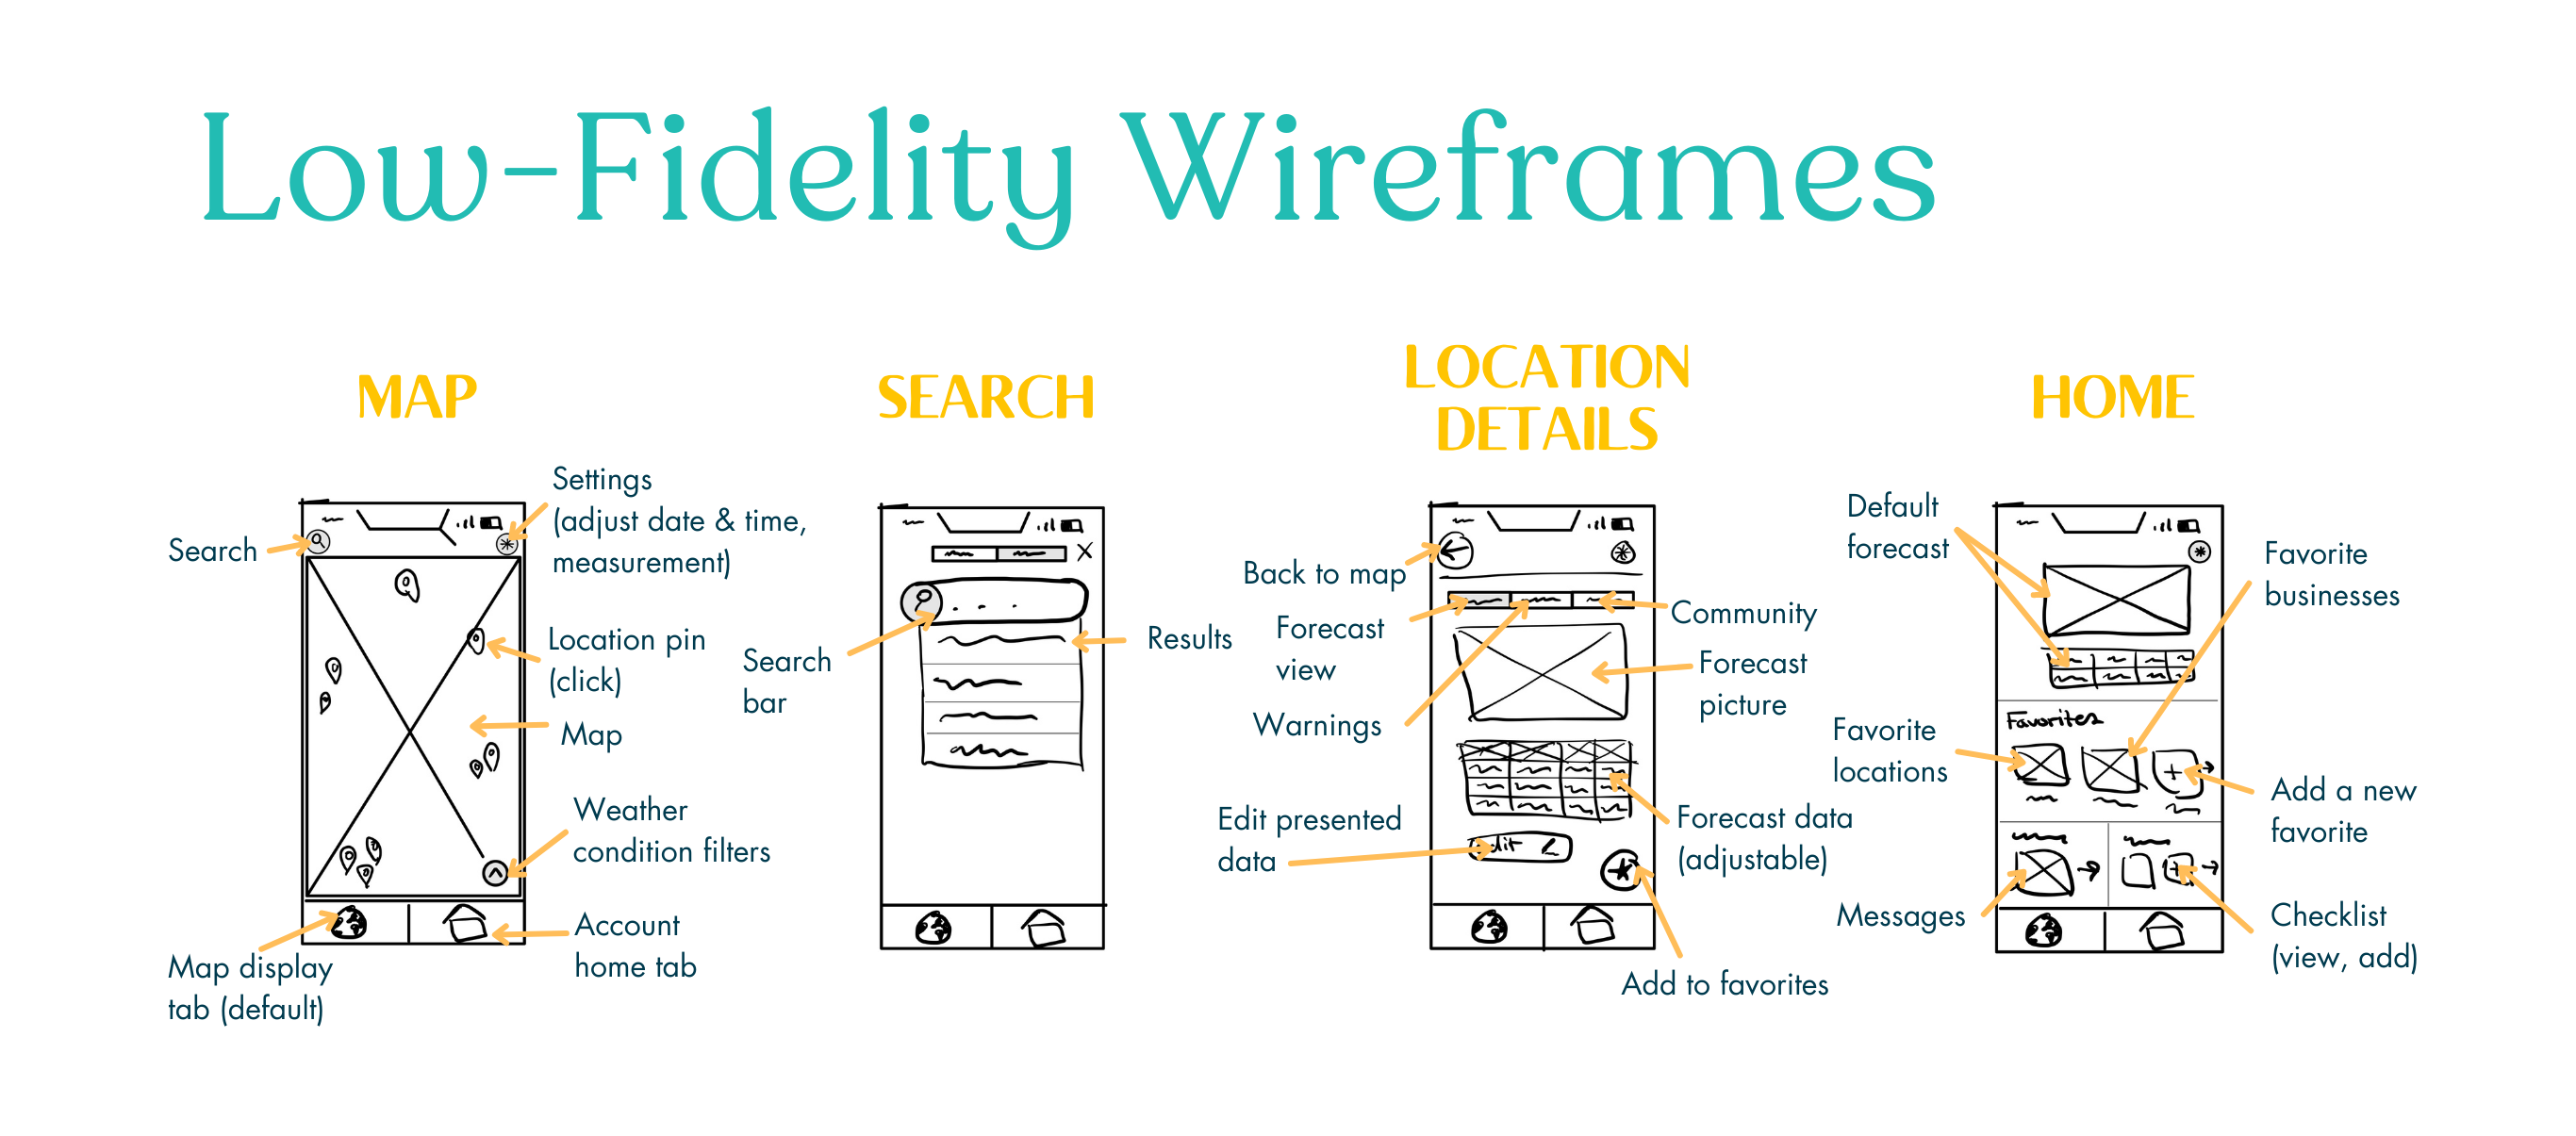 Low-Fidelity Wireframes
MAP
Search
Settings
(adjust date & time,
measurement)
Location pin
(click)
Map
Weather
condition filters
Account
home tab
Map display
tab (default)
SEARCH
Search
bar
Results
LOCATION
DETAILS
Back to map
Forecast
view
Warnings
Edit presented
data
Community
Forecast
picture
Forecast data
(adjustable)
Add to favorites
HOME
Default
forecast
Favorite
locations
Messages
Favorites
Favorite
businesses
Add a new
favorite
Checklist
(view, add)